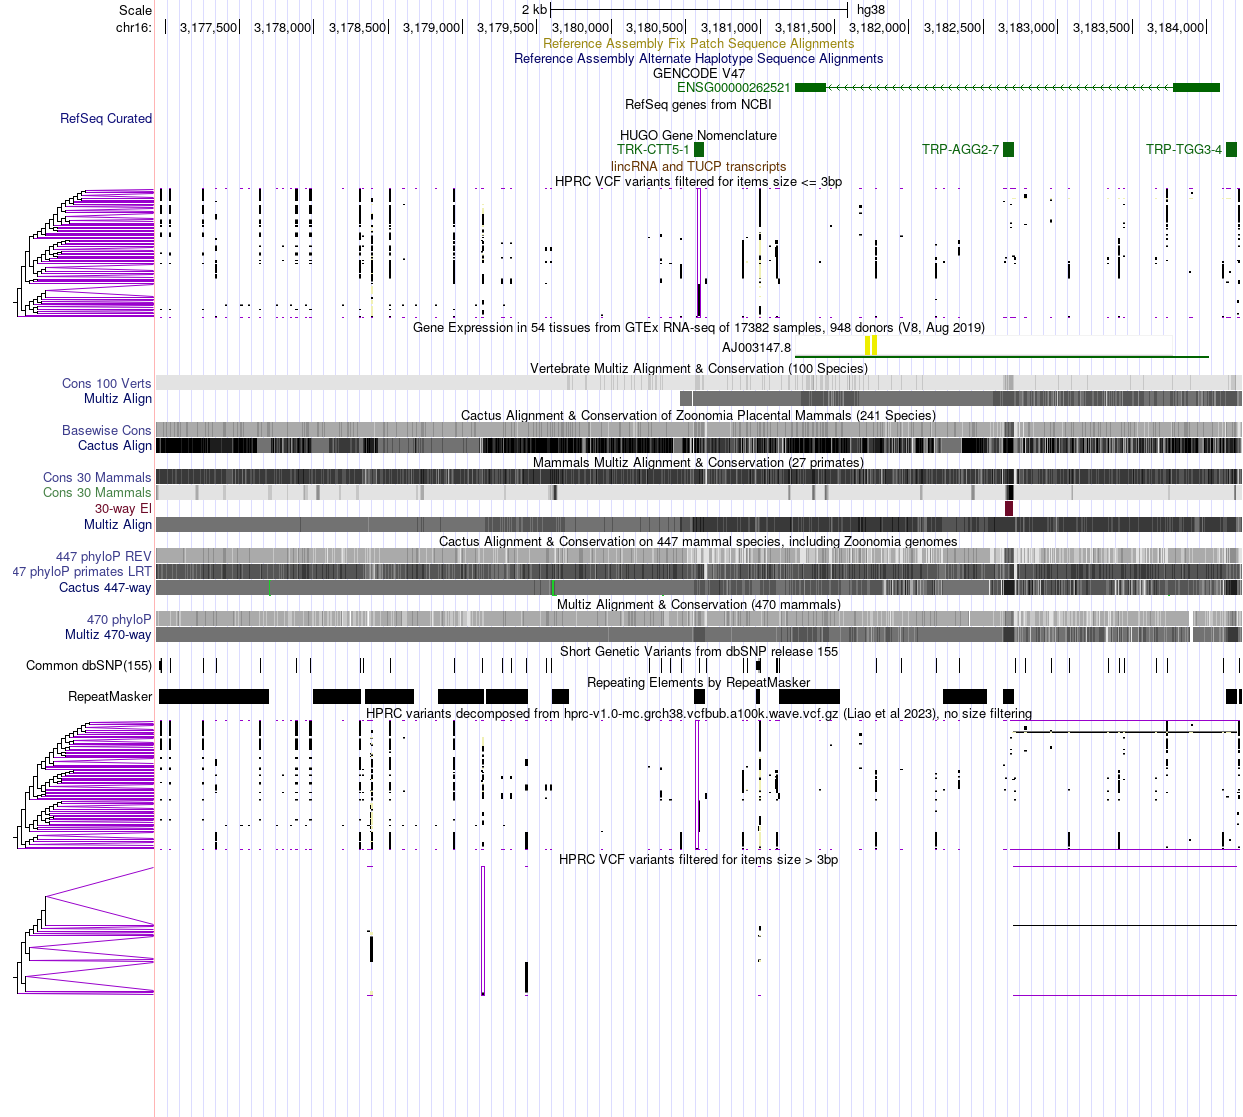 Scale 2 kb hg38
chr16: 3,177,500 3,178,000 3,178,500 3,179,000 3,179,500 3,180,000 3,180,500 3,181,000 3,181,500 3,182,000 3,182,500 3,183,000 3,183,500 3,184,000
Reference Assembly Fix Patch Sequence Alignments
Reference Assembly Alternate Haplotype Sequence Alignments
GENCODE V47
ENSG00000262521
RefSeq genes from NCBI
RefSeq Curated
HUGO Gene Nomenclature
TRK-CTT5-1 TRP-AGG2-7 TRP-TGG3-4
lincRNA and TUCP transcripts
HPRC VCF variants filtered for items size <= 3bp
Gene Expression in 54 tissues from GTEx RNA-seq of 17382 samples, 948 donors (V8, Aug 2019)
AJ003147.8
Vertebrate Multiz Alignment & Conservation (100 Species)
Cons 100 Verts
Multiz Align
Cactus Alignment & Conservation of Zoonomia Placental Mammals (241 Species)
Basewise Cons
Cactus Align
Mammals Multiz Alignment & Conservation (27 primates)
Cons 30 Mammals
Cons 30 Mammals
30-way El
Multiz Align
Cactus Alignment & Conservation on 447 mammal species, including Zoonomia genomes
447 phyloP REV
47 phyloP primates LRT
Cactus 447-way
Multiz Alignment & Conservation (470 mammals)
470 phyloP
Multiz 470-way
Short Genetic Variants from dbSNP release 155
Common dbSNP(155)
Repeating Elements by RepeatMasker
RepeatMasker
HPRC variants decomposed from hprc-v1.0-mc.grch38.vcfbub.a100k.wave.vcf.gz (Liao et al 2023), no size filtering
HPRC VCF variants filtered for items size > 3bp